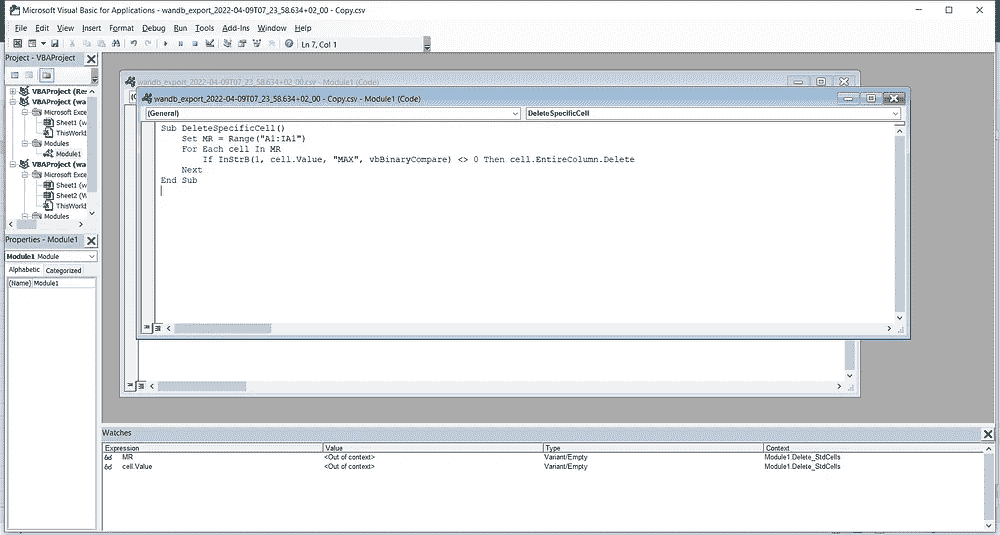 Microsoft Visual Basic for Applications - wandb_export_2022-04-09T07_23_58.634+02_00 - Copy.csv
File Edit View Insert Format Debug Run Tools Add-Ins Window Help
Ln 7, Col 1
Project - VBAProject
VBAProject (Res
VBAProject (wa
Microsoft Exce
Sheet1 (w
ThisWorkl
Modules
Module1
VBAProject (wa
Microsoft Exce
Sheet1 (w
Sheet2 (W
ThisWorkl
Modules
Properties - Module1
Module1 Module
Alphabetic Categorized
(Name) Module1
wandb_export_2022-04-09T07_23_58.634+02_00.csv - Module1 (Code)
wandb_export_2022-04-09T07_23_58.634+02_00 - Copy.csv - Module1 (Code)
(General) DeleteSpecificCell
Sub DeleteSpecificCell()
Set MR = Range("A1:IA1")
For Each cell In MR
If InStrB(1, cell.Value, "MAX", vbBinaryCompare) <> 0 Then cell.EntireColumn.Delete
Next
End Sub
Watches
Expression Value Type Context
MR <Out of context> Variant/Empty Module1.Delete_StdCells
cell.Value <Out of context> Variant/Empty Module1.Delete_StdCells